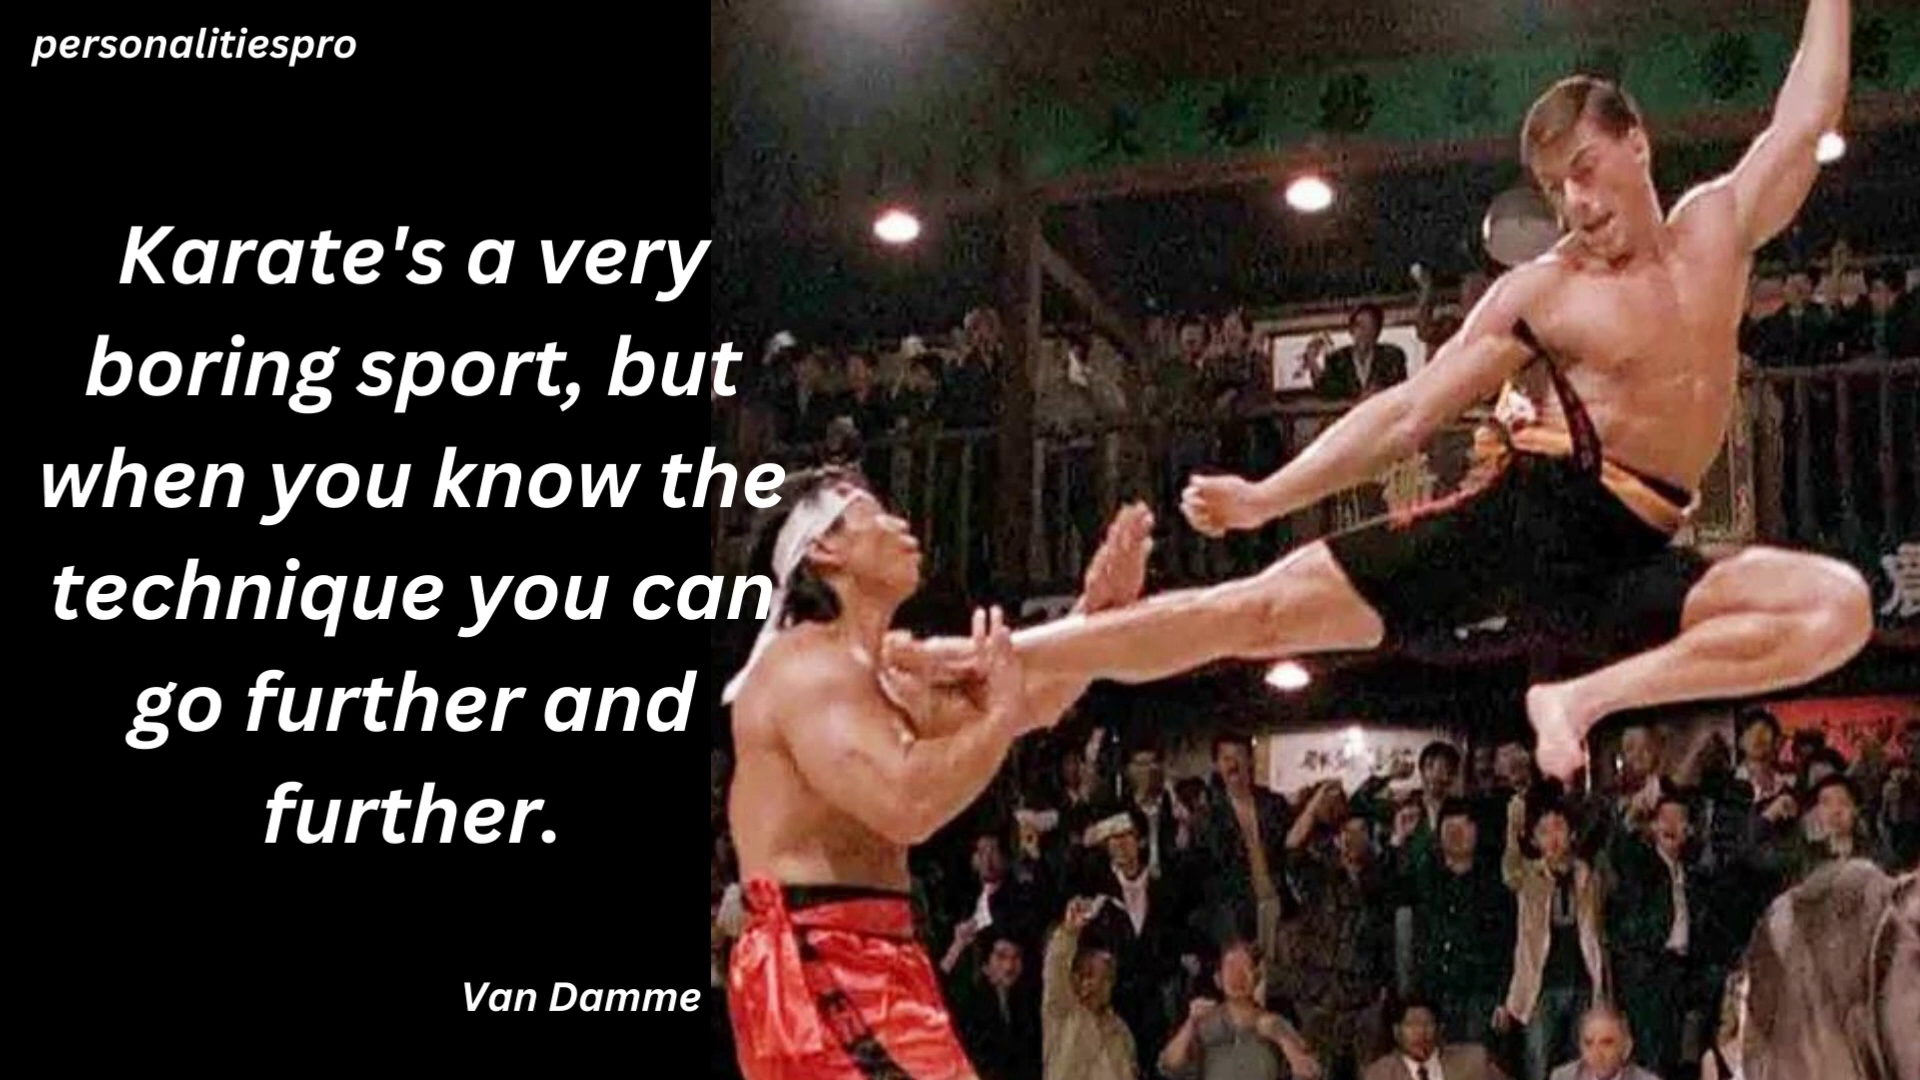 personalitiespro
Karate's a very
boring sport, but
when you know the
technique you can
go further and
further.
Van Damme